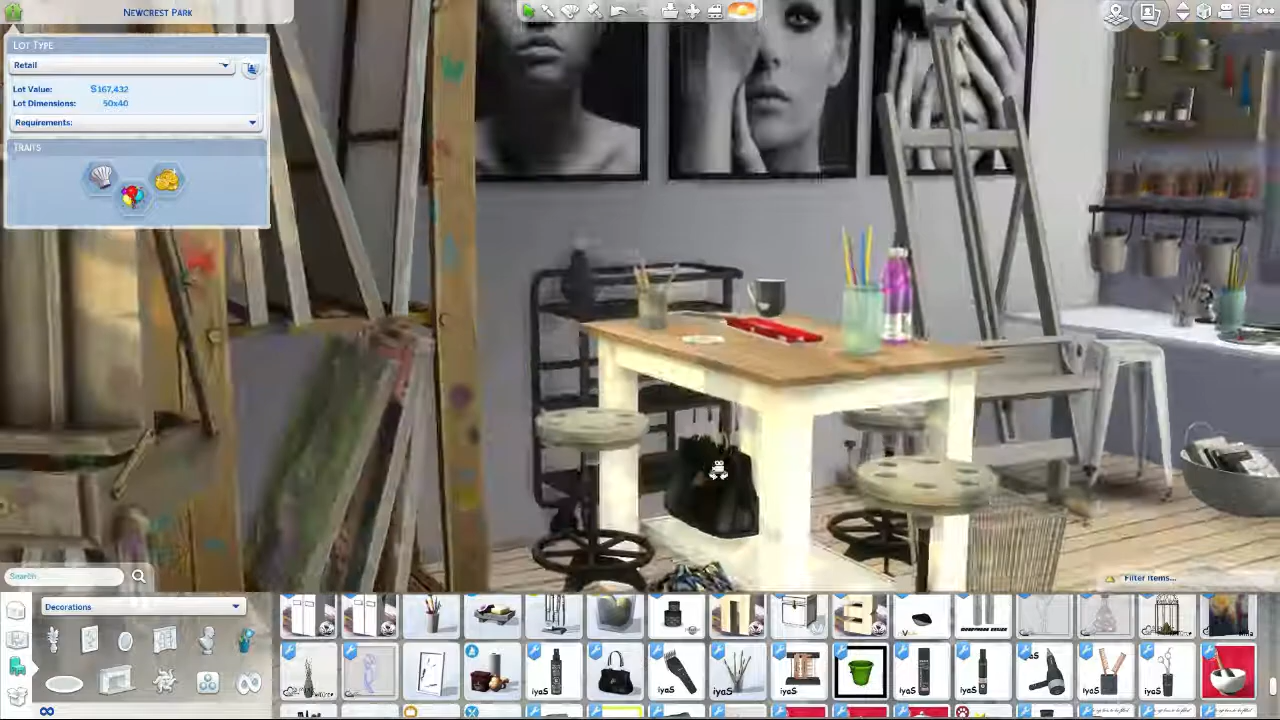 NEWCREST PARK
LOT TYPE
Retail
Lot Value: §167,432
Lot Dimensions: 50x40
Requirements:
TRAITS
Search
Filter Items...
Decorations
iyaS
iyaS
iyaS
iyaS
iyaS
iyaS
iyaS
iyaS